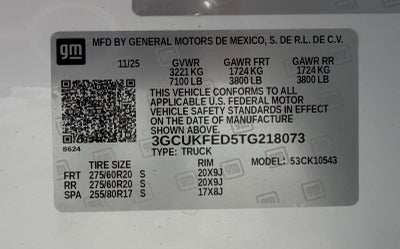 gm
MFD BY GENERAL MOTORS DE MEXICO, S. DE R.L. DE C.V.
11/25 GVWR GAWR FRT GAWR RR
3221 KG 1724 KG 1724 KG
7100 LB 3800 LB 3800 LB
THIS VEHICLE CONFORMS TO ALL
APPLICABLE U.S. FEDERAL MOTOR
VEHICLE SAFETY STANDARDS IN EFFECT
ON THE DATE OF MANUFACTURE
SHOWN ABOVE.
8624
3GCUKFED5TG218073
TYPE: TRUCK MODEL: 53CK10543
TIRE SIZE RIM
FRT 275/60R20 S 20X9J
RR 275/60R20 S 20X9J
SPA 255/80R17 S 17X8J